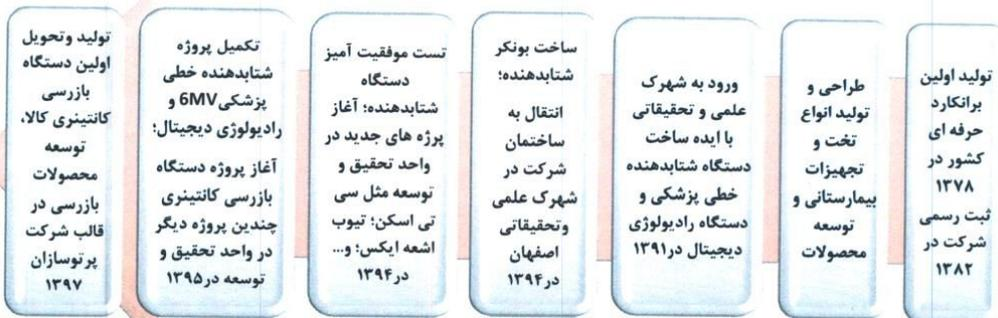 تولید اولین
برانکارد
حرفه ای
کشور در
۱۳۷۸
ثبت رسمی
شرکت در
۱۳۸۲
طراحی و
تولید انواع
تخت و
تجهیزات
بیمارستانی و
توسعه
محصولات
ورود به شهرک
علمی و تحقیقاتی
با ایده ساخت
دستگاه شتابدهنده
خطی پزشکی و
دستگاه رادیولوژی
دیجیتال در۱۳۹۱
ساخت بونکر
شتابدهنده؛
انتقال به
ساختمان
شرکت در
شهرک علمی
وتحقیقاتی
اصفهان
در۱۳۹۴
تست موفقیت آمیز
دستگاه
شتابدهنده؛ آغاز
پرژه های جدید در
واحد تحقیق و
توسعه مثل سی
تی اسکن؛ تیوب
اشعه ایکس؛ و...
در۱۳۹۴
تکمیل پروژه
شتابدهنده خطی
پزشکی6MV و
رادیولوژی دیجیتال؛
آغاز پروژه دستگاه
بازرسی کانتینری
چندین پروژه دیگر
در واحد تحقیق و
توسعه در۱۳۹۵
تولید وتحویل
اولین دستگاه
بازرسی
کانتینری کالا،
توسعه
محصولات
بازرسی در
قالب شرکت
پرتوسازان
۱۳۹۷